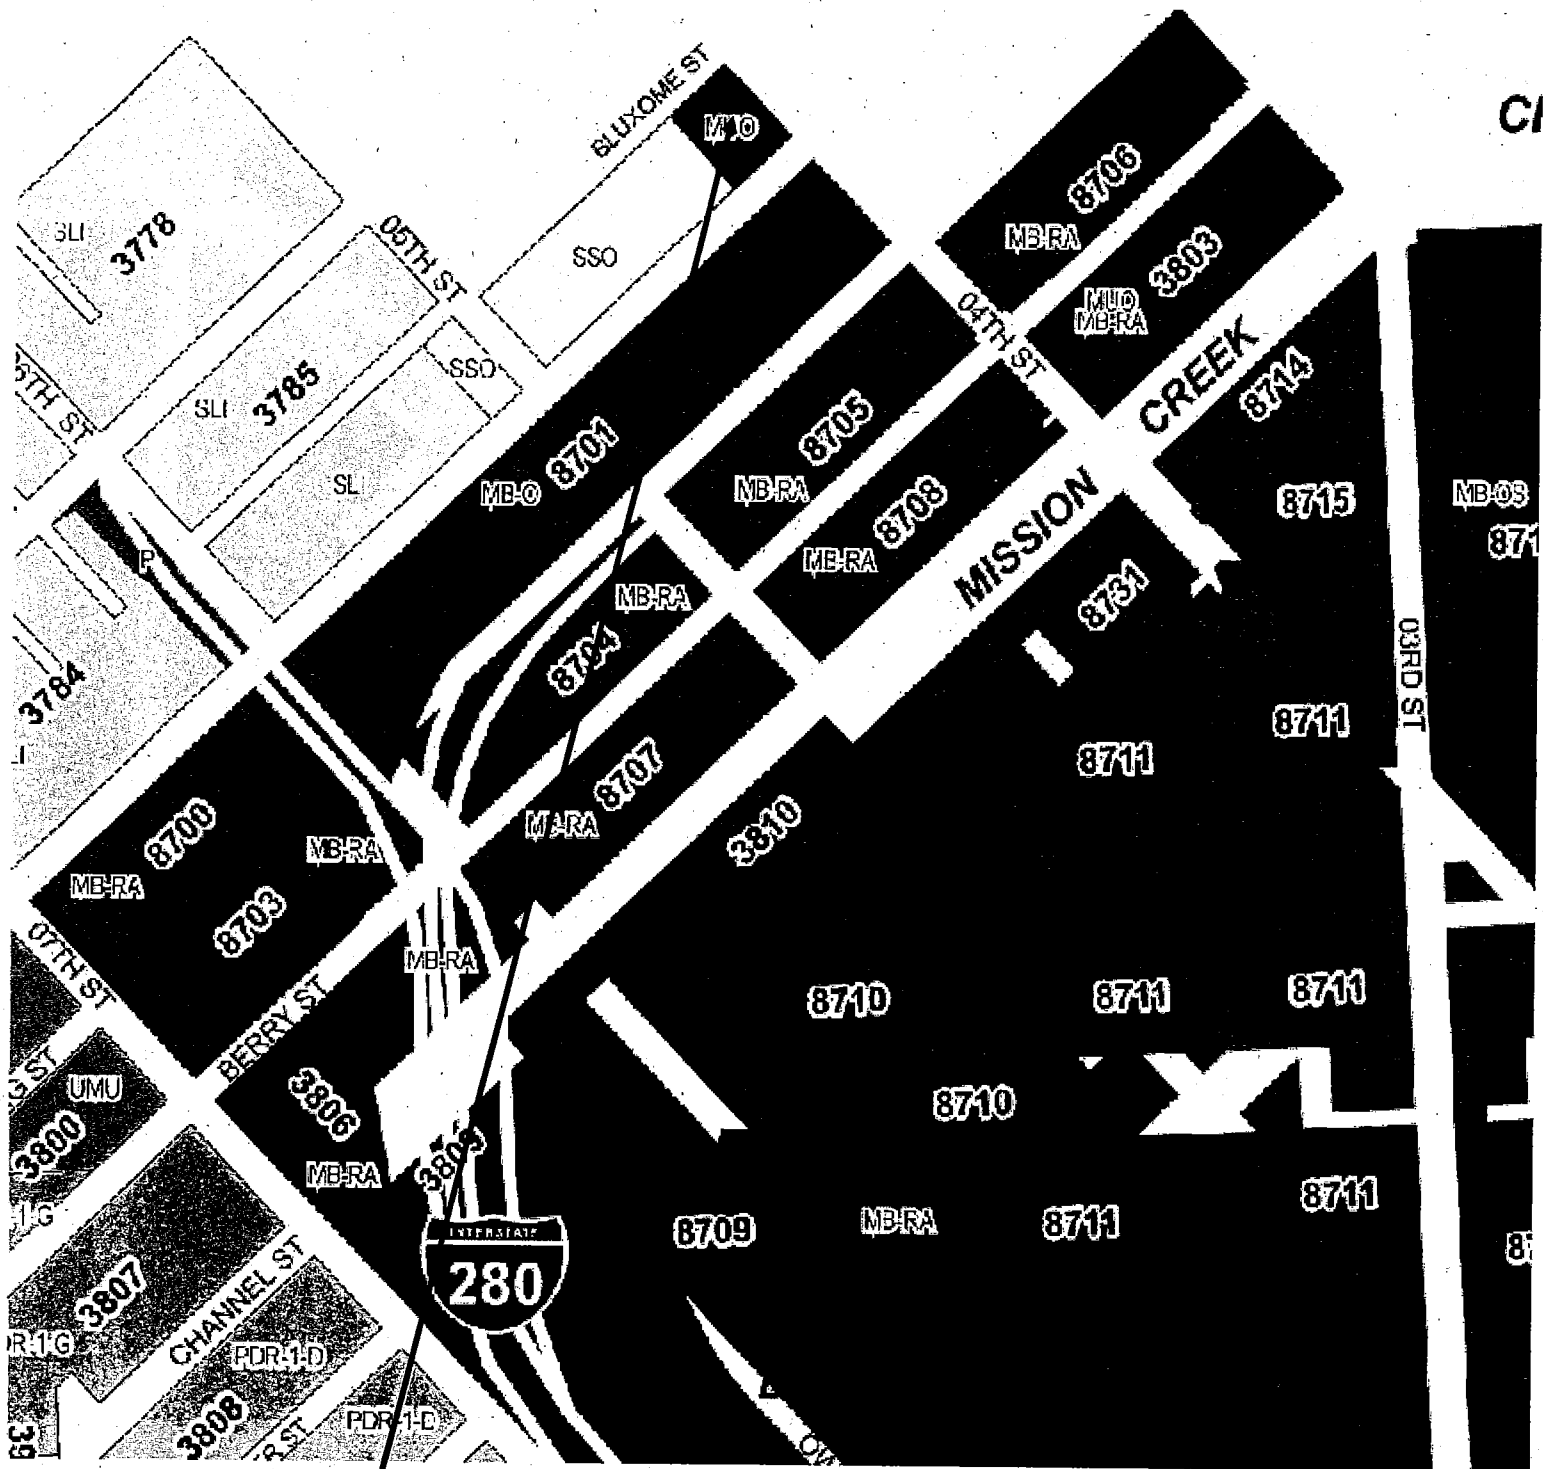 BLUXOME ST
8706
MB-RA
SLI
3778
05TH ST
SSO
3803
MUO
MB-RA
04TH ST
CREEK
8714
SSO
SLI
3785
06TH ST
8705
8701
MB-O
MB-RA
SLI
8715
MB-OS
8708
MB-RA
MISSION
P
MB-RA
8731
8704
03RD ST
3784
8711
8711
8707
MB-RA
3810
8700
MB-RA
MB-RA
8703
07TH ST
MB-RA
8710
8711
8711
BERRY ST
UMU
3806
8710
3800
MB-RA
8711
8709
MB-RA
8711
INTERSTATE
280
3807
CHANNEL ST
PDR-1-D
3808
PDR-1-D